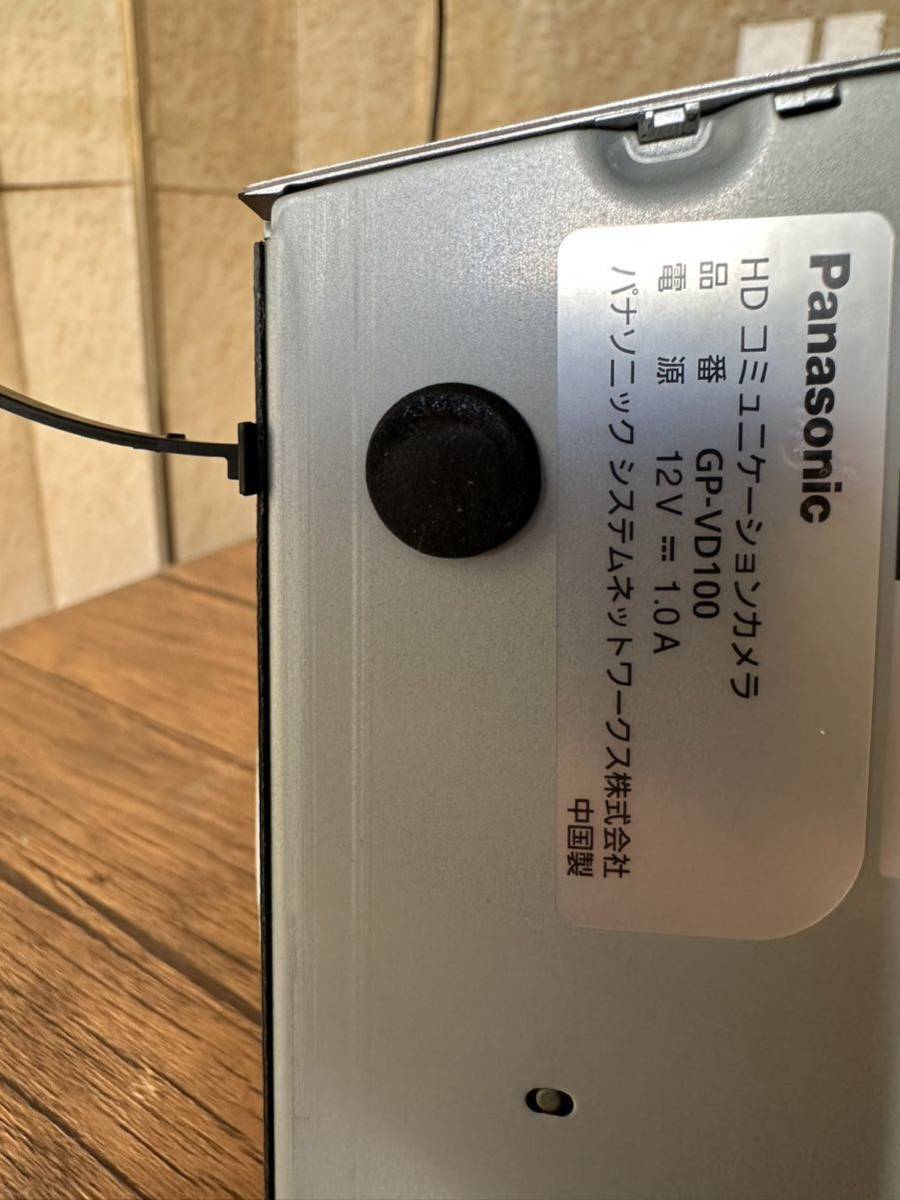 Panasonic
HD コミュニケーションカメラ
品 番 GP-VD100
電 源 12V ⎓ 1.0A
パナソニック システムネットワークス株式会社
中国製